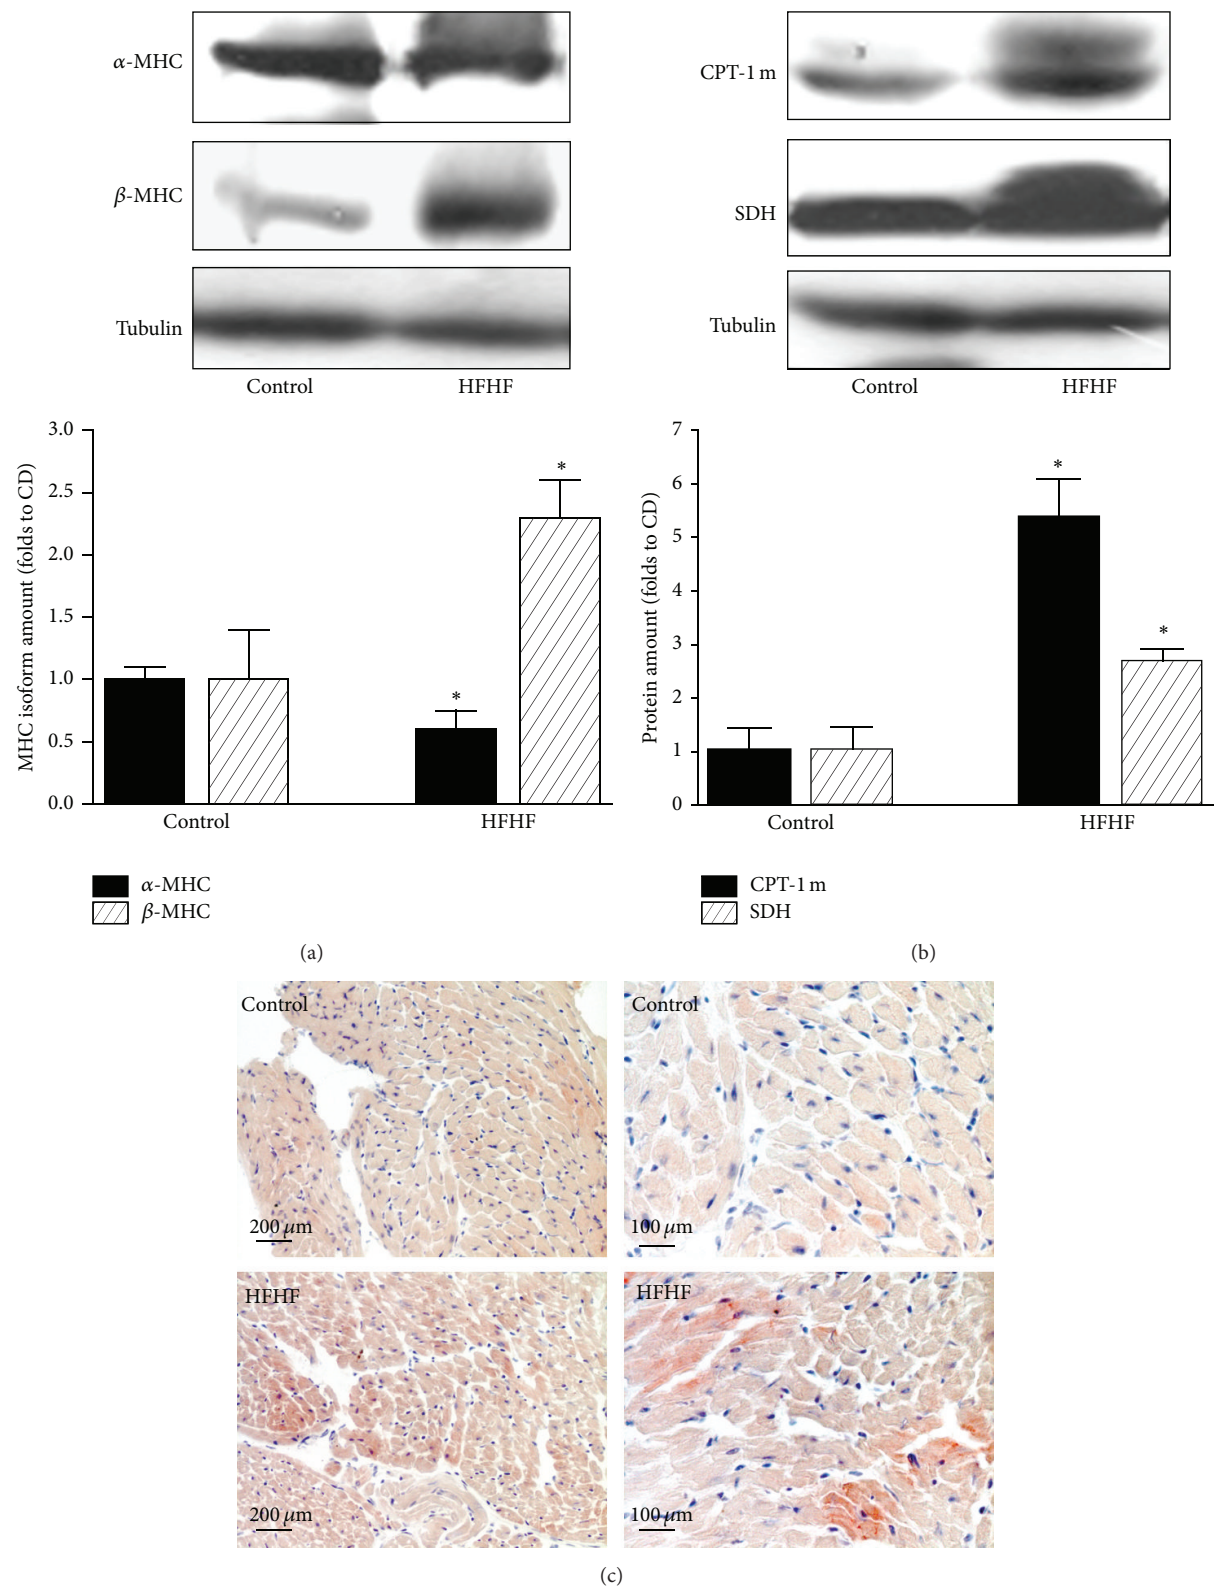 α-MHC
β-MHC
Tubulin
Control HFHF
CPT-1 m
SDH
Tubulin
Control HFHF
MHC isoform amount (folds to CD)
3.0
2.5
2.0
1.5
1.0
0.5
0.0
*
*
Control HFHF
α-MHC
β-MHC
(a)
Protein amount (folds to CD)
7
6
5
4
3
2
1
0
*
*
Control HFHF
CPT-1 m
SDH
(b)
Control
200 μm
Control
100 μm
HFHF
200 μm
HFHF
100 μm
(c)